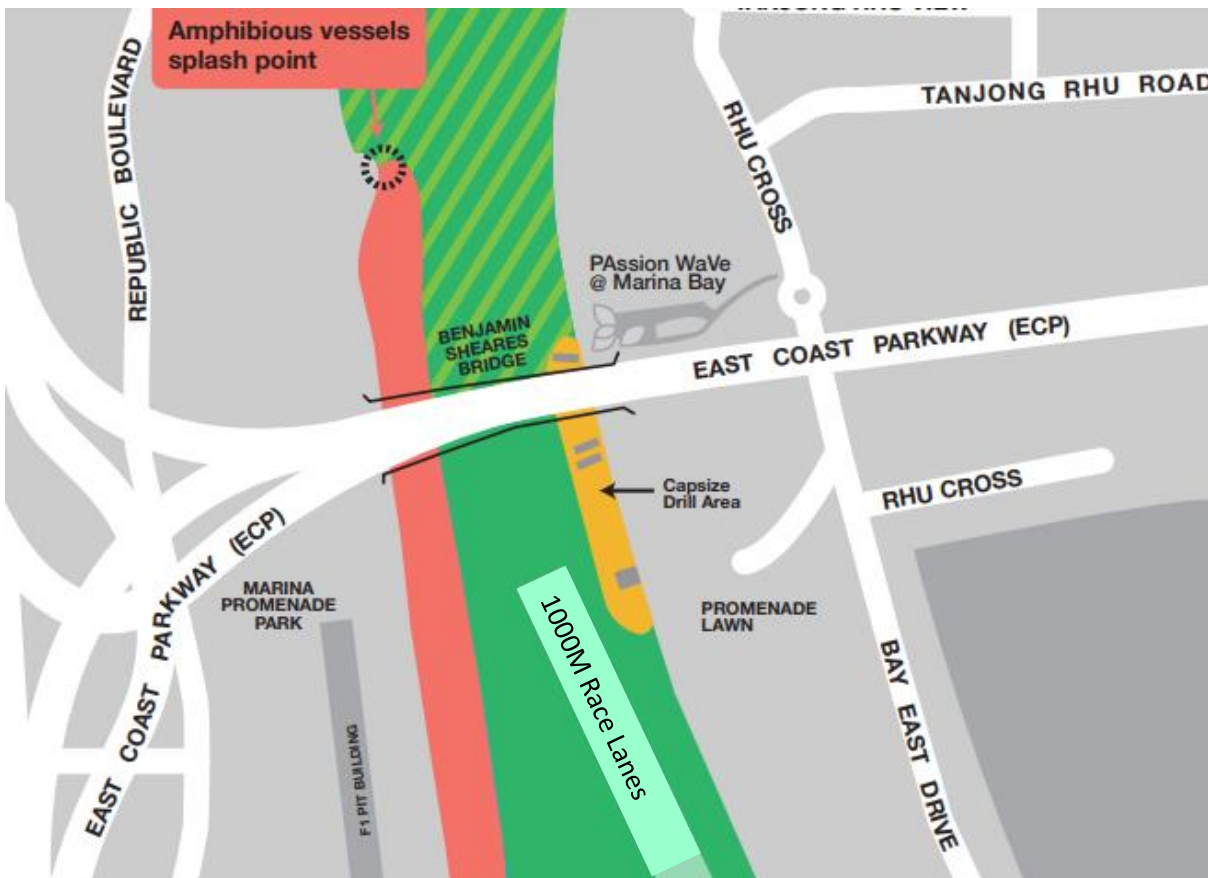 Amphibious vessels
splash point
REPUBLIC BOULEVARD
TANJONG RHU ROAD
RHU CROSS
PAssion WaVe
@ Marina Bay
BENJAMIN
SHEARES
BRIDGE
EAST COAST PARKWAY (ECP)
Capsize
Drill Area
RHU CROSS
EAST COAST PARKWAY (ECP)
MARINA
PROMENADE
PARK
1000M Race Lanes
PROMENADE
LAWN
F1 PIT BUILDING
BAY EAST DRIVE